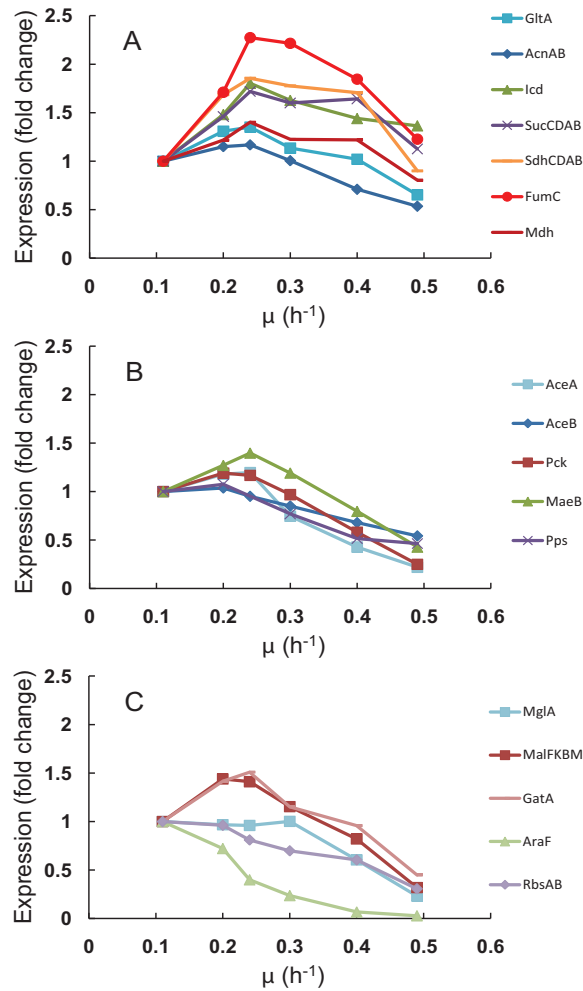 A
Expression (fold change)
2.5
2
1.5
1
0.5
0
0 0.1 0.2 0.3 0.4 0.5 0.6
μ (h-1)
GltA
AcnAB
Icd
SucCDAB
SdhCDAB
FumC
Mdh
B
Expression (fold change)
2.5
2
1.5
1
0.5
0
0 0.1 0.2 0.3 0.4 0.5 0.6
μ (h-1)
AceA
AceB
Pck
MaeB
Pps
C
Expression (fold change)
2.5
2
1.5
1
0.5
0
0 0.1 0.2 0.3 0.4 0.5 0.6
μ (h-1)
MglA
MalFKBM
GatA
AraF
RbsAB